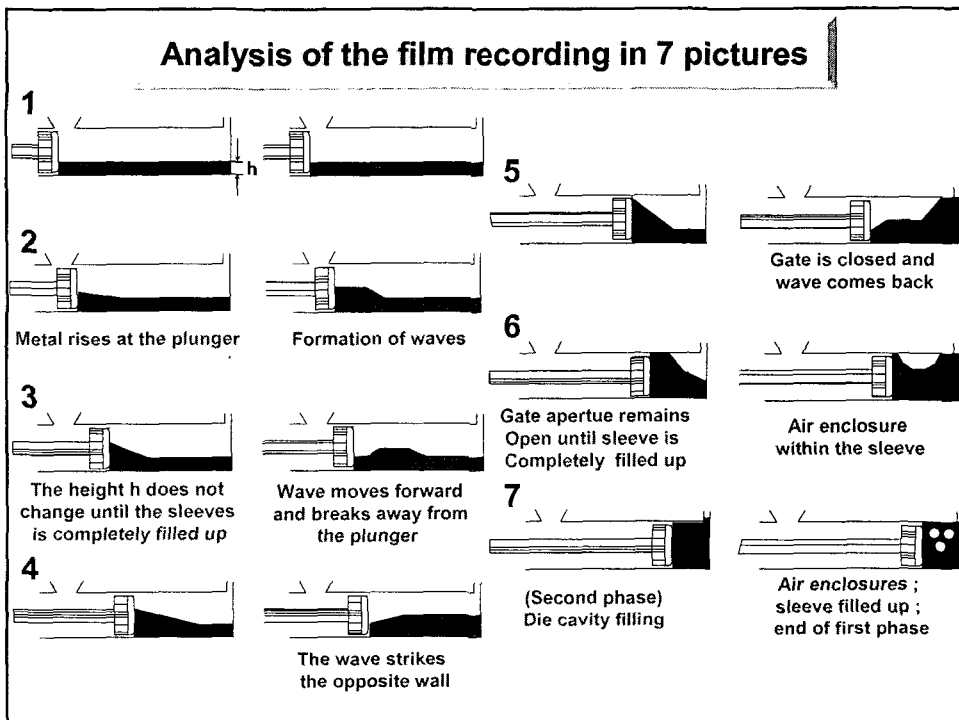 Analysis of the film recording in 7 pictures
1
h
2
Metal rises at the plunger
Formation of waves
3
The height h does not
change until the sleeves
is completely filled up
Wave moves forward
and breaks away from
the plunger
4
The wave strikes
the opposite wall
5
Gate is closed and
wave comes back
6
Gate apertue remains
Open until sleeve is
Completely filled up
Air enclosure
within the sleeve
7
(Second phase)
Die cavity filling
Air enclosures ;
sleeve filled up ;
end of first phase